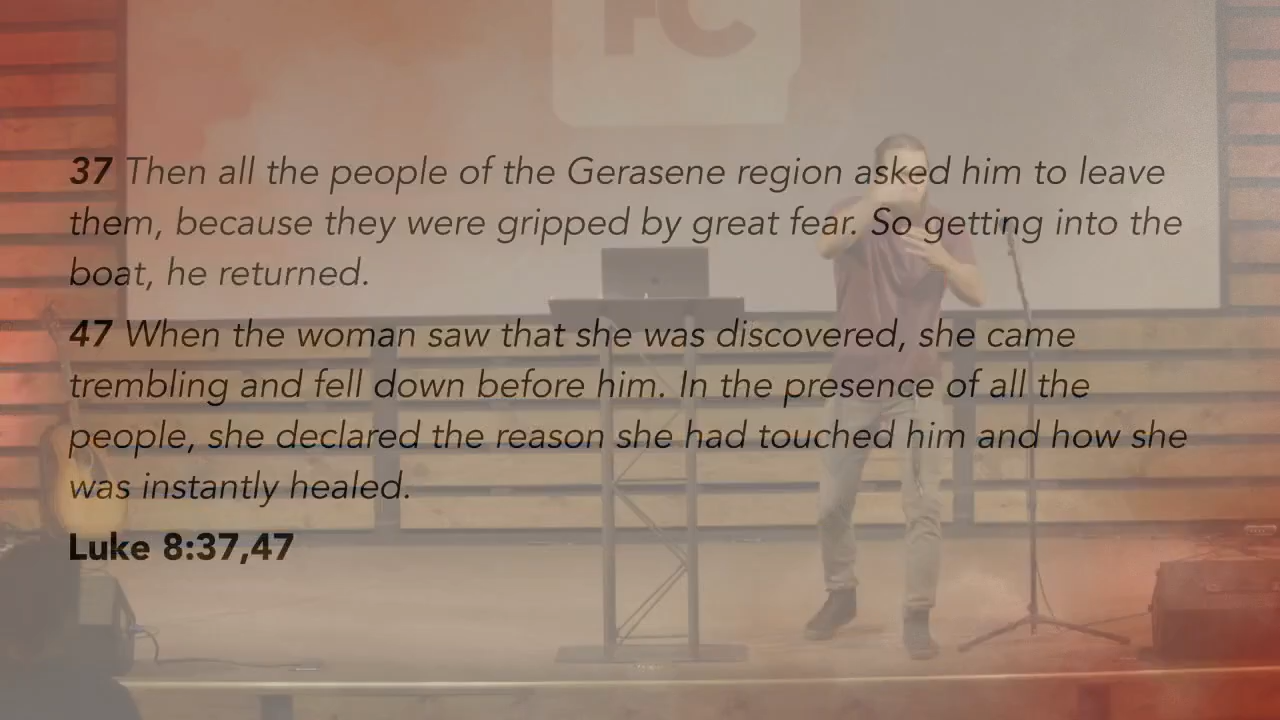 FC
37 Then all the people of the Gerasene region asked him to leave
them, because they were gripped by great fear. So getting into the
boat, he returned.
47 When the woman saw that she was discovered, she came
trembling and fell down before him. In the presence of all the
people, she declared the reason she had touched him and how she
was instantly healed.
Luke 8:37,47